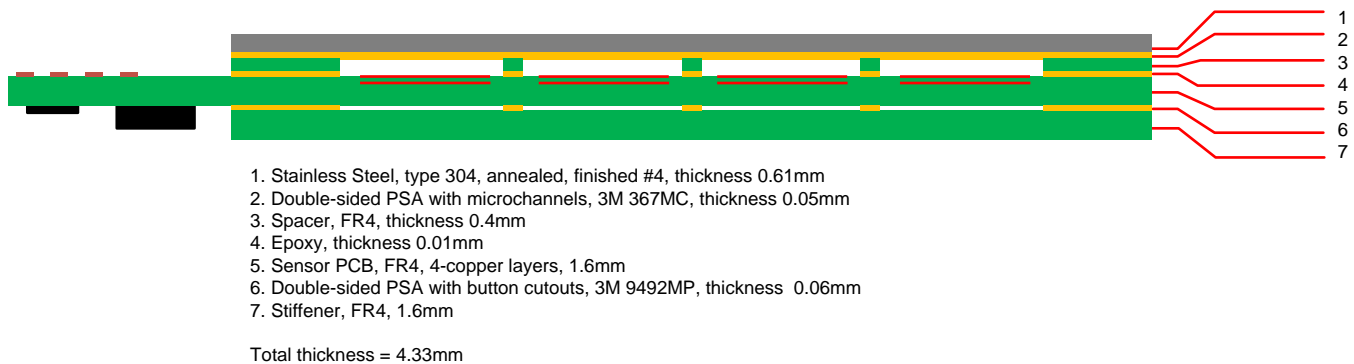 1
2
3
4
5
6
7
1. Stainless Steel, type 304, annealed, finished #4, thickness 0.61mm
2. Double-sided PSA with microchannels, 3M 367MC, thickness 0.05mm
3. Spacer, FR4, thickness 0.4mm
4. Epoxy, thickness 0.01mm
5. Sensor PCB, FR4, 4-copper layers, 1.6mm
6. Double-sided PSA with button cutouts, 3M 9492MP, thickness  0.06mm
7. Stiffener, FR4, 1.6mm
Total thickness = 4.33mm